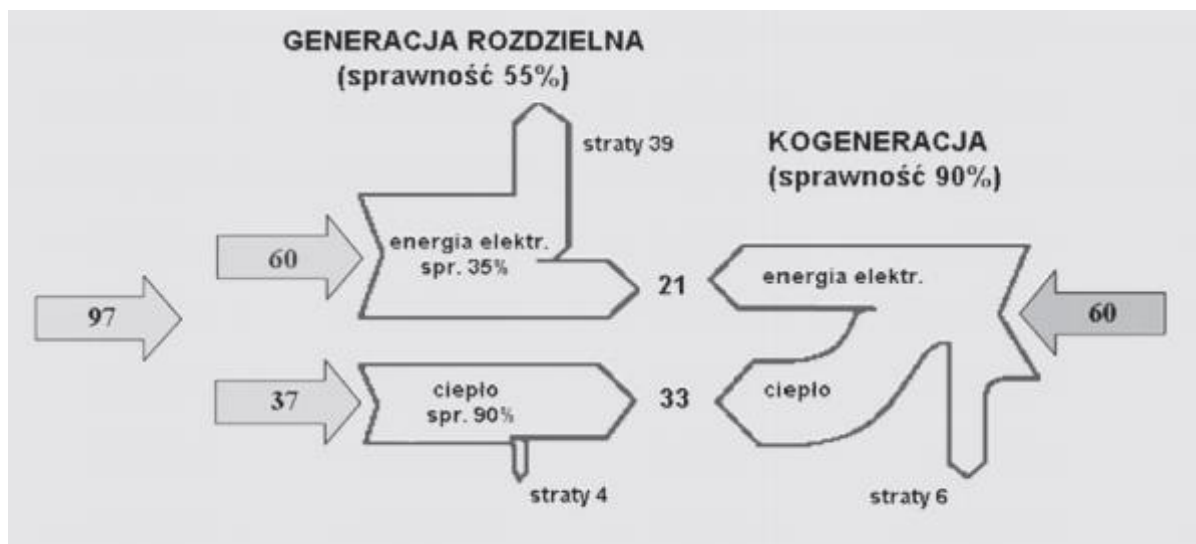 GENERACJA ROZDZIELNA
(sprawność 55%)
straty 39
KOGENERACJA
(sprawność 90%)
energia elektr.
spr. 35%
60
21
energia elektr.
97
60
37
ciepło
spr. 90%
33
ciepło
straty 4
straty 6